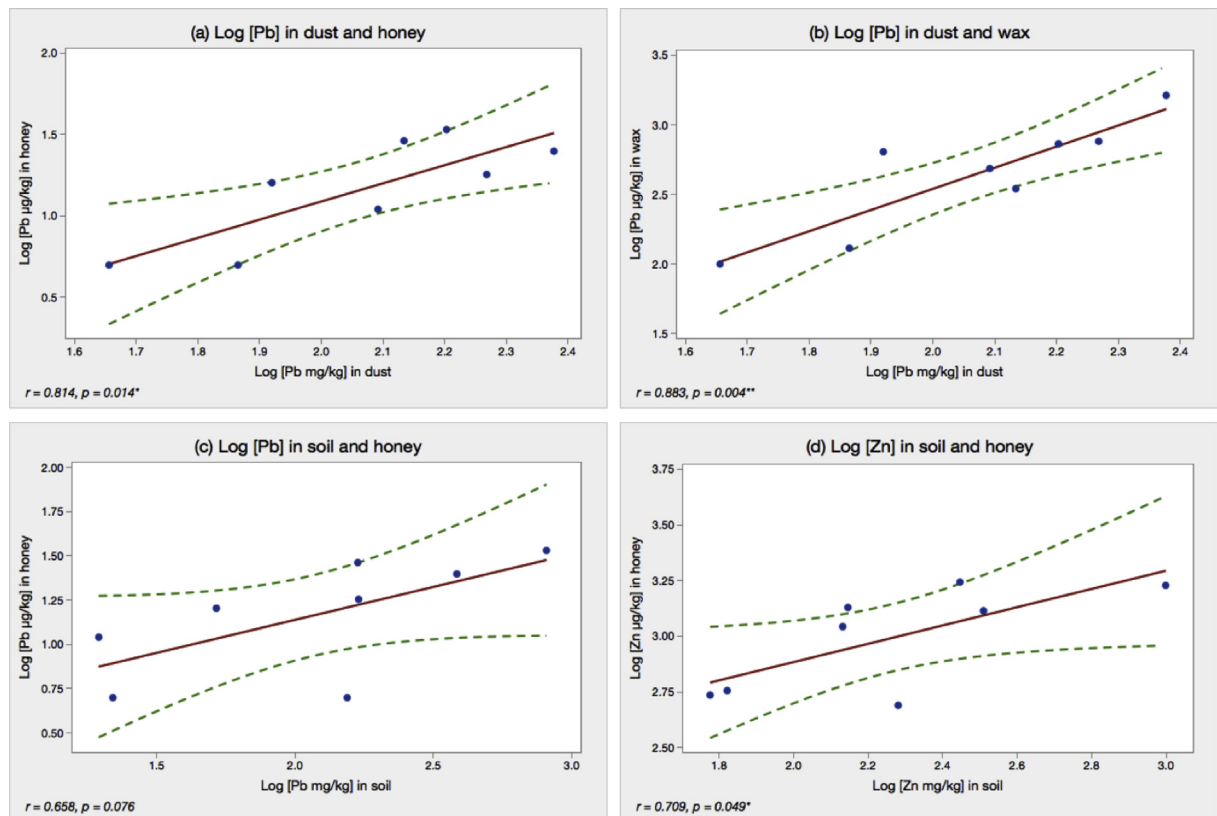 (a) Log [Pb] in dust and honey
2.0
1.5
1.0
0.5
Log [Pb µg/kg] in honey
1.6 1.7 1.8 1.9 2.0 2.1 2.2 2.3 2.4
Log [Pb mg/kg] in dust
r = 0.814, p = 0.014*
(b) Log [Pb] in dust and wax
3.5
3.0
2.5
2.0
1.5
Log [Pb µg/kg] in wax
1.6 1.7 1.8 1.9 2.0 2.1 2.2 2.3 2.4
Log [Pb mg/kg] in dust
r = 0.883, p = 0.004**
(c) Log [Pb] in soil and honey
2.00
1.75
1.50
1.25
1.00
0.75
0.50
Log [Pb µg/kg] in honey
1.5 2.0 2.5 3.0
Log [Pb mg/kg] in soil
r = 0.658, p = 0.076
(d) Log [Zn] in soil and honey
3.75
3.50
3.25
3.00
2.75
2.50
Log [Zn µg/kg] in honey
1.8 2.0 2.2 2.4 2.6 2.8 3.0
Log [Zn mg/kg] in soil
r = 0.709, p = 0.049*